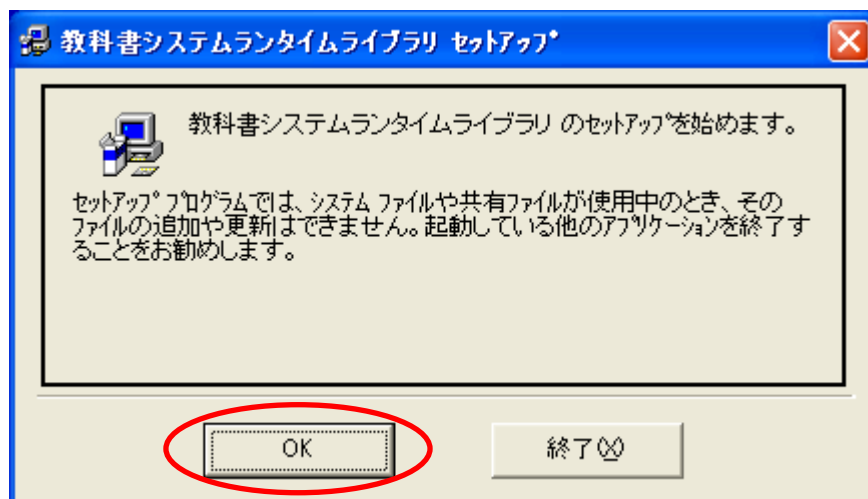 教科書システムランタイムライブラリ セットアップ
教科書システムランタイムライブラリ のセットアップを始めます。
セットアップ プログラムでは、システム ファイルや共有ファイルが使用中のとき、その
ファイルの追加や更新はできません。起動している他のアプリケーションを終了す
ることをお勧めします。
OK
終了(X)